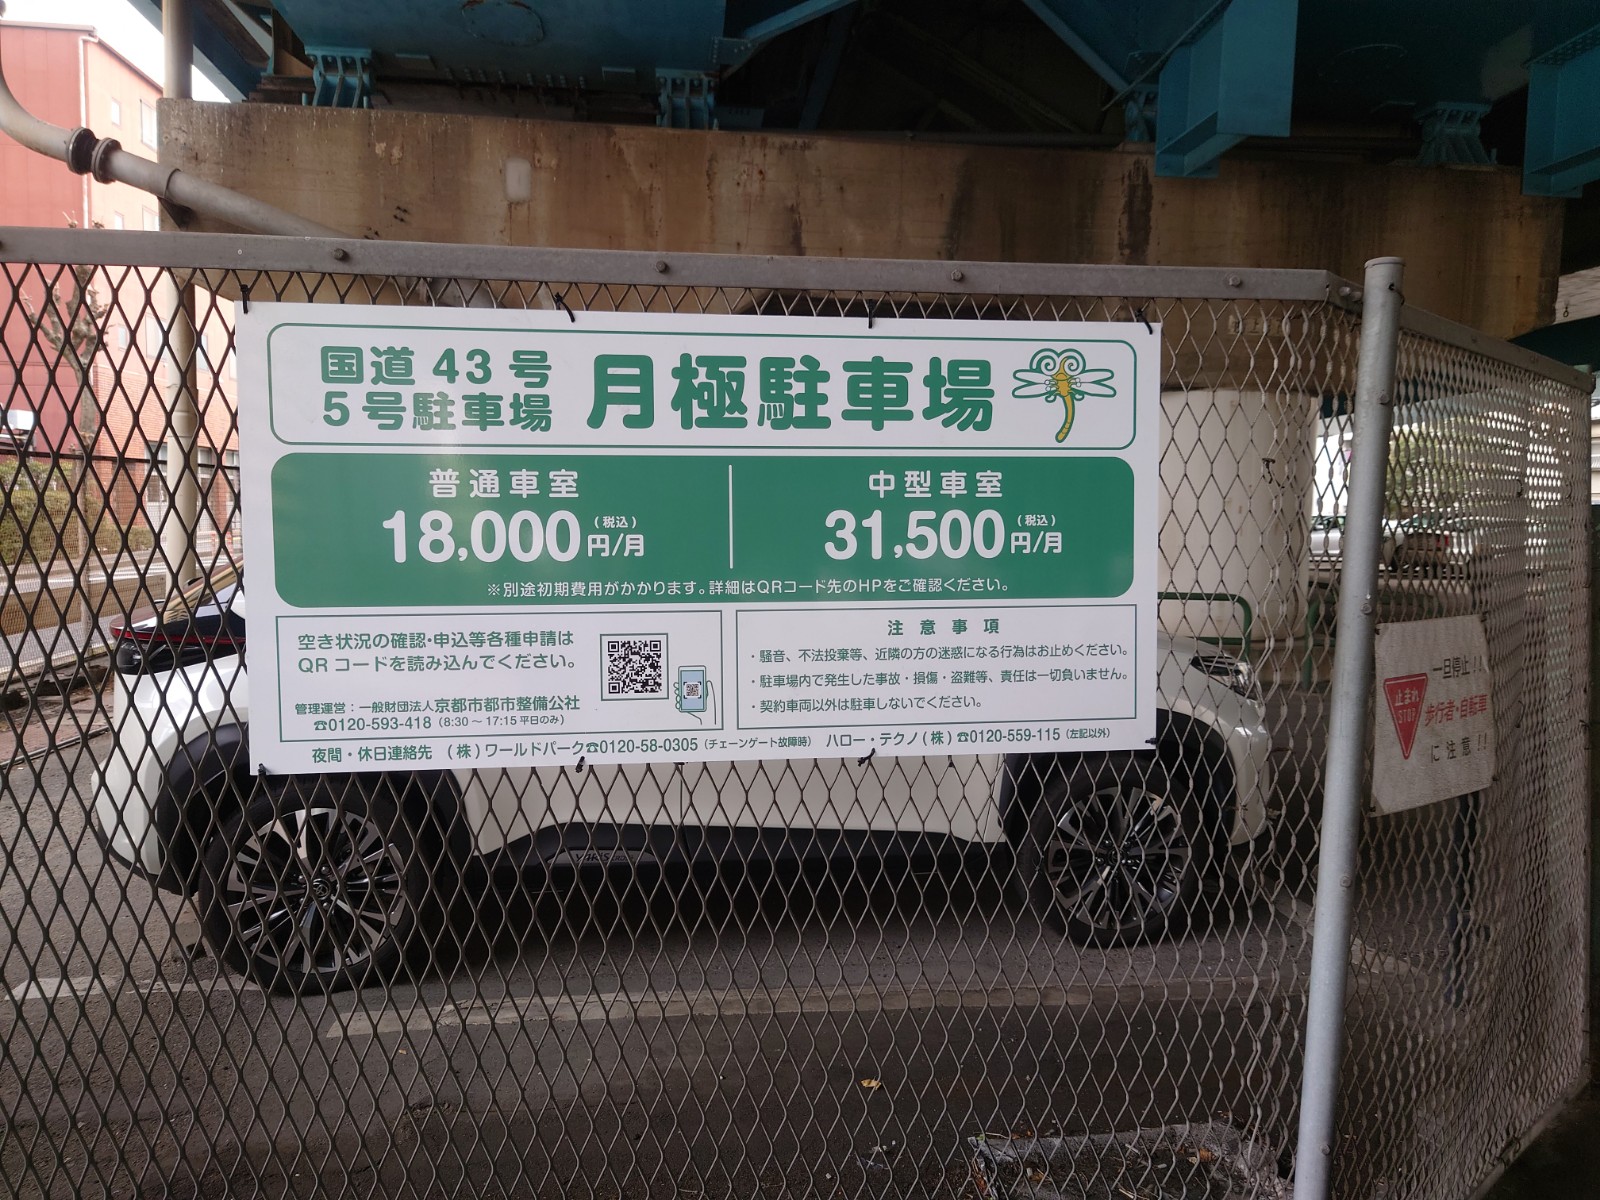 国道43号
5号駐車場
月極駐車場
普通車室
18,000円/月
(税込)
中型車室
31,500円/月
(税込)
※別途初期費用がかかります。詳細はQRコード先のHPをご確認ください。
空き状況の確認・申込等各種申請は
QRコードを読み込んでください。
管理運営：一般財団法人京都市都市整備公社
☎0120-593-418(8:30～17:15 平日のみ)
注意事項
・騒音、不法投棄等、近隣の方の迷惑になる行為はお止めください。
・駐車場内で発生した事故・損傷・盗難等、責任は一切負いません。
・契約車両以外は駐車しないでください。
夜間・休日連絡先 (株)ワールドパーク☎0120-58-0305(チェーンゲート故障時) ハロー・テクノ(株)☎0120-559-115(左記以外)
一旦停止!!
止まれ
STOP
歩行者・自転車
に注意!!
YARIS